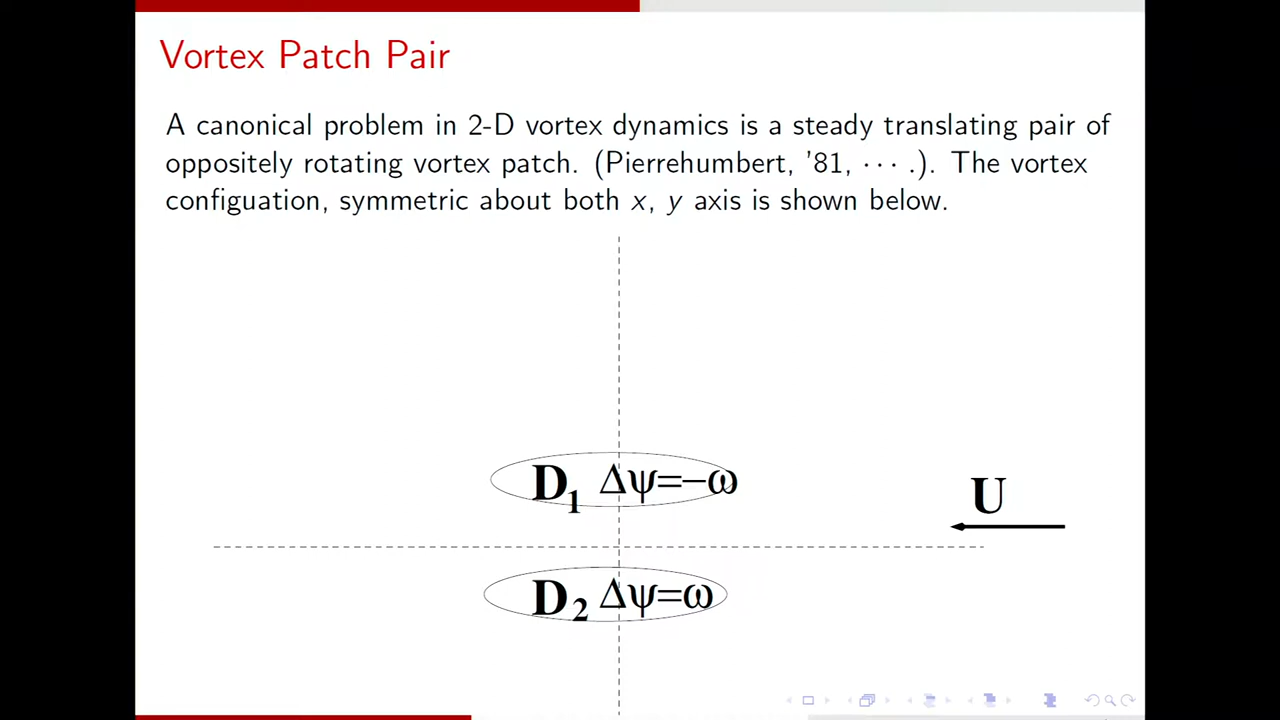 Vortex Patch Pair
A canonical problem in 2-D vortex dynamics is a steady translating pair of
oppositely rotating vortex patch. (Pierrehumbert, '81, ··· .). The vortex
configuation, symmetric about both x, y axis is shown below.
D₁ Δψ=−ω
U
D₂ Δψ=ω